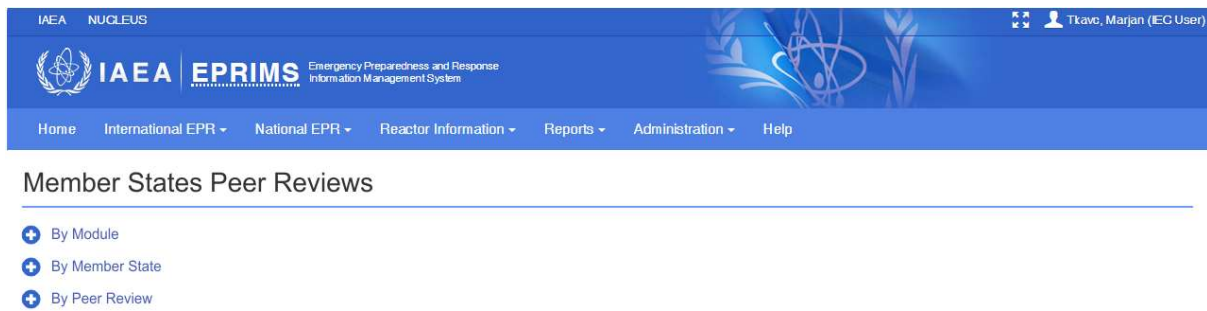 IAEA NUCLEUS
Tkavc, Marjan (IEC User)
IAEA EPRIMS Emergency Preparedness and Response
Information Management System
Home International EPR National EPR Reactor Information Reports Administration Help
Member States Peer Reviews
By Module
By Member State
By Peer Review